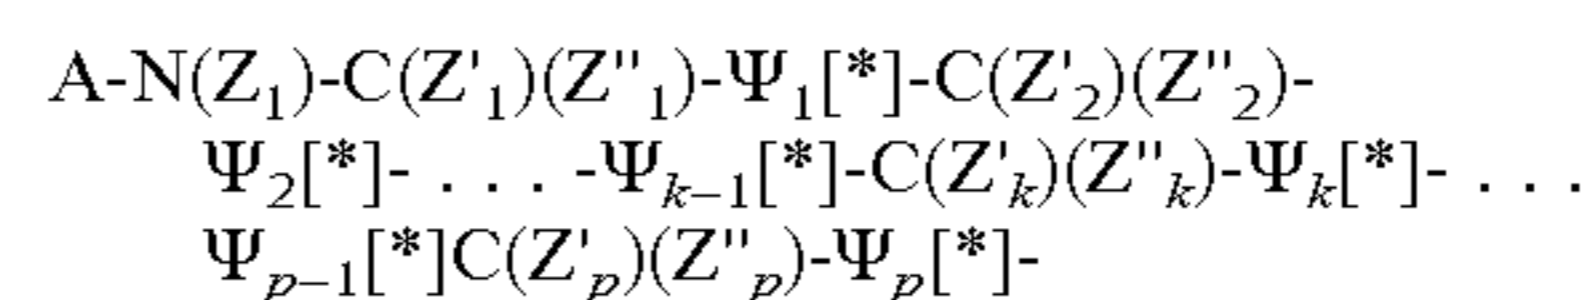 A-N(Z₁)-C(Z'₁)(Z"₁)-Ψ₁[*]-C(Z'₂)(Z"₂)-
Ψ₂[*]- . . . -Ψₖ₋₁[*]-C(Z'ₖ)(Z"ₖ)-Ψₖ[*]- . . .
Ψₚ₋₁[*]C(Z'ₚ)(Z"ₚ)-Ψₚ[*]-